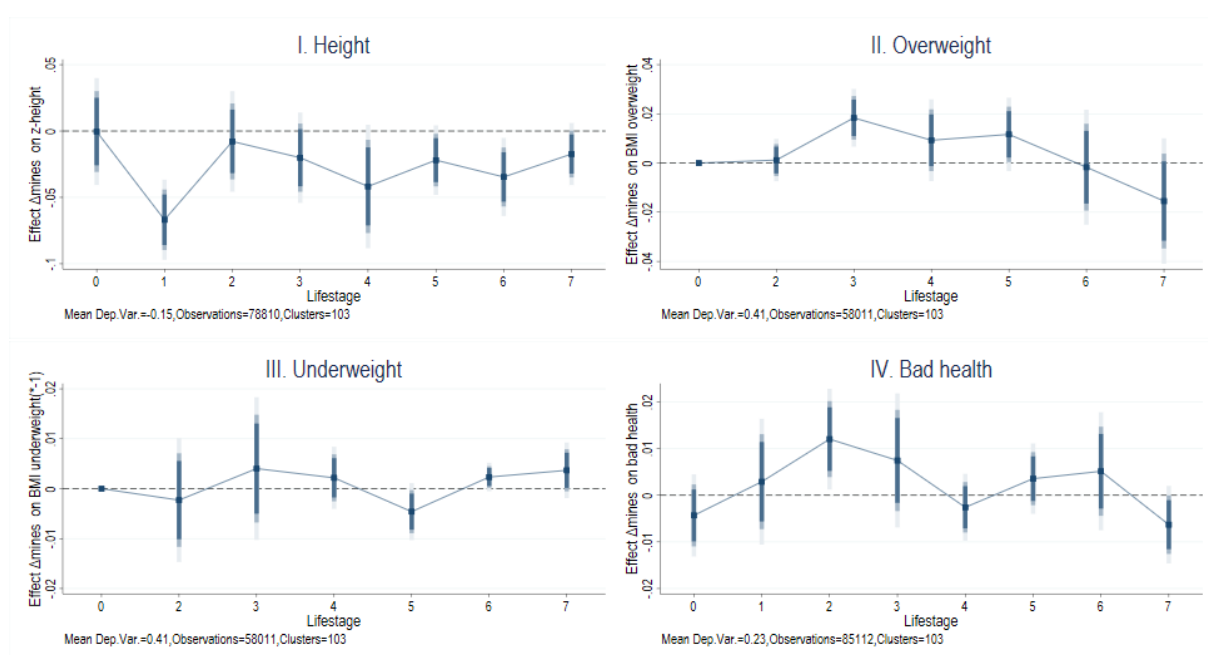 I. Height
Effect Δmines on z-height
.05
0
-.05
-.1
0 1 2 3 4 5 6 7
Lifestage
Mean Dep.Var.=-0.15,Observations=78810,Clusters=103
II. Overweight
Effect Δmines on BMI overweight
.04
.02
0
-.02
-.04
0 2 3 4 5 6 7
Lifestage
Mean Dep.Var.=0.41,Observations=58011,Clusters=103
III. Underweight
Effect Δmines on BMI underweight(*-1)
.02
.01
0
-.01
-.02
0 2 3 4 5 6 7
Lifestage
Mean Dep.Var.=0.41,Observations=58011,Clusters=103
IV. Bad health
Effect Δmines on bad health
.02
.01
0
-.01
-.02
0 1 2 3 4 5 6 7
Lifestage
Mean Dep.Var.=0.23,Observations=85112,Clusters=103